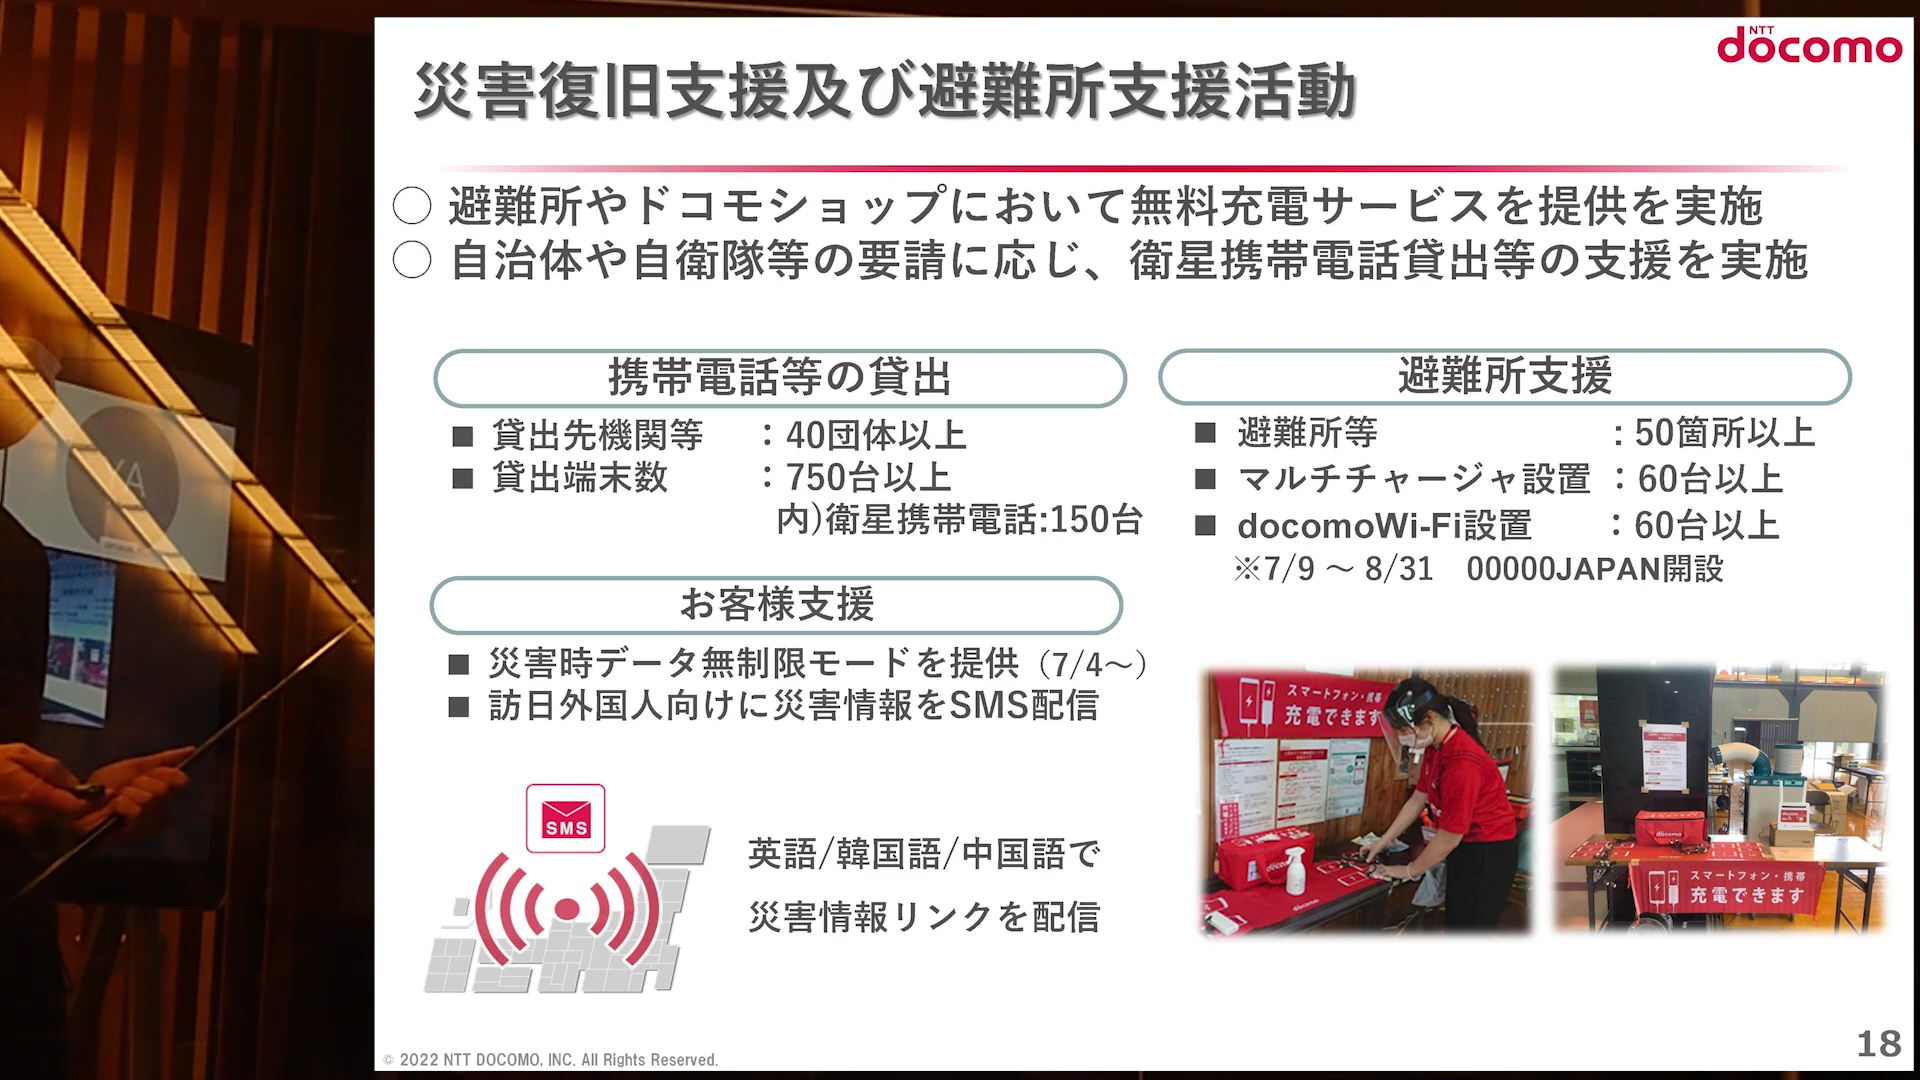 NTT
döcomo
災害復旧支援及び避難所支援活動
○ 避難所やドコモショップにおいて無料充電サービスを提供を実施
○ 自治体や自衛隊等の要請に応じ、衛星携帯電話貸出等の支援を実施
携帯電話等の貸出
■ 貸出先機関等 ：40団体以上
■ 貸出端末数 ：750台以上
内)衛星携帯電話:150台
お客様支援
■ 災害時データ無制限モードを提供（7/4～）
■ 訪日外国人向けに災害情報をSMS配信
SMS
英語/韓国語/中国語で
災害情報リンクを配信
避難所支援
■ 避難所等 ：50箇所以上
■ マルチチャージャ設置 ：60台以上
■ docomoWi-Fi設置 ：60台以上
※7/9 ～ 8/31 00000JAPAN開設
スマートフォン・携帯
充電できます
docomo
docomo
スマートフォン・携帯
充電できます
© 2022 NTT DOCOMO, INC. All Rights Reserved.
18